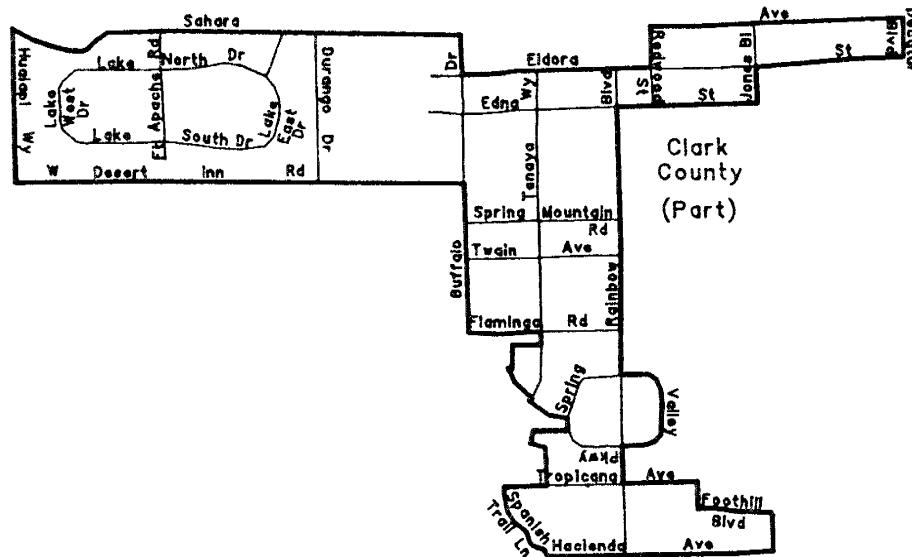 Sahara
Ave
Decatur
Blvd
Hualapi Wy
Lake North Dr
Rd
Lake West Dr
Ft Apache
Lake South Dr
Lake East Dr
Durango Dr
W Desert Inn Rd
Dr
Buffalo
Eldora
St
Edna
St
Wy
Tenaya
Blvd
Rainbow
St
Redwood
Jones Bl
Clark
County
(Part)
Spring Mountain
Rd
Twain Ave
Flamingo Rd
Spring
Valley
Pkwy
Tropicana Ave
Spanish
Trail Ln
Foothill
Blvd
Hacienda Ave